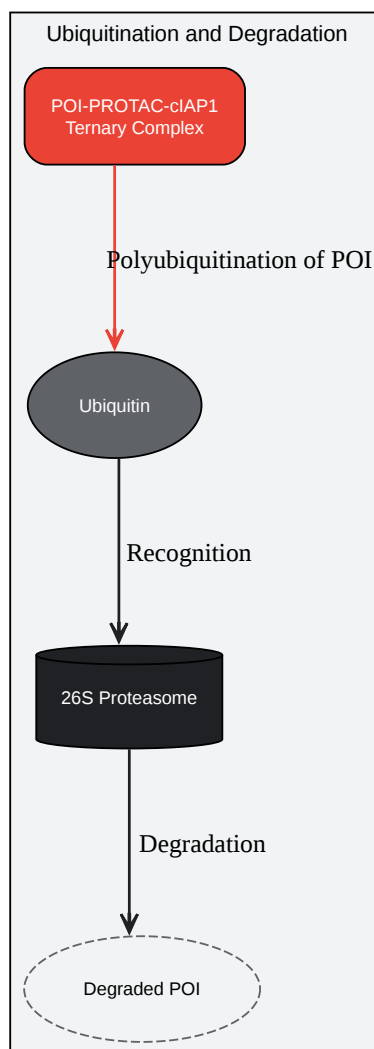 Ubiquitination and Degradation
POI-PROTAC-cIAP1
Ternary Complex
Polyubiquitination of POI
Ubiquitin
Recognition
26S Proteasome
Degradation
Degraded POI